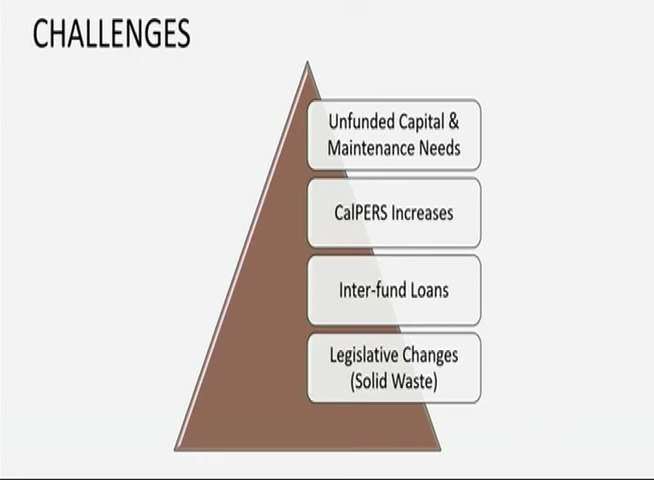 CHALLENGES
Unfunded Capital &
Maintenance Needs
CalPERS Increases
Inter-fund Loans
Legislative Changes
(Solid Waste)